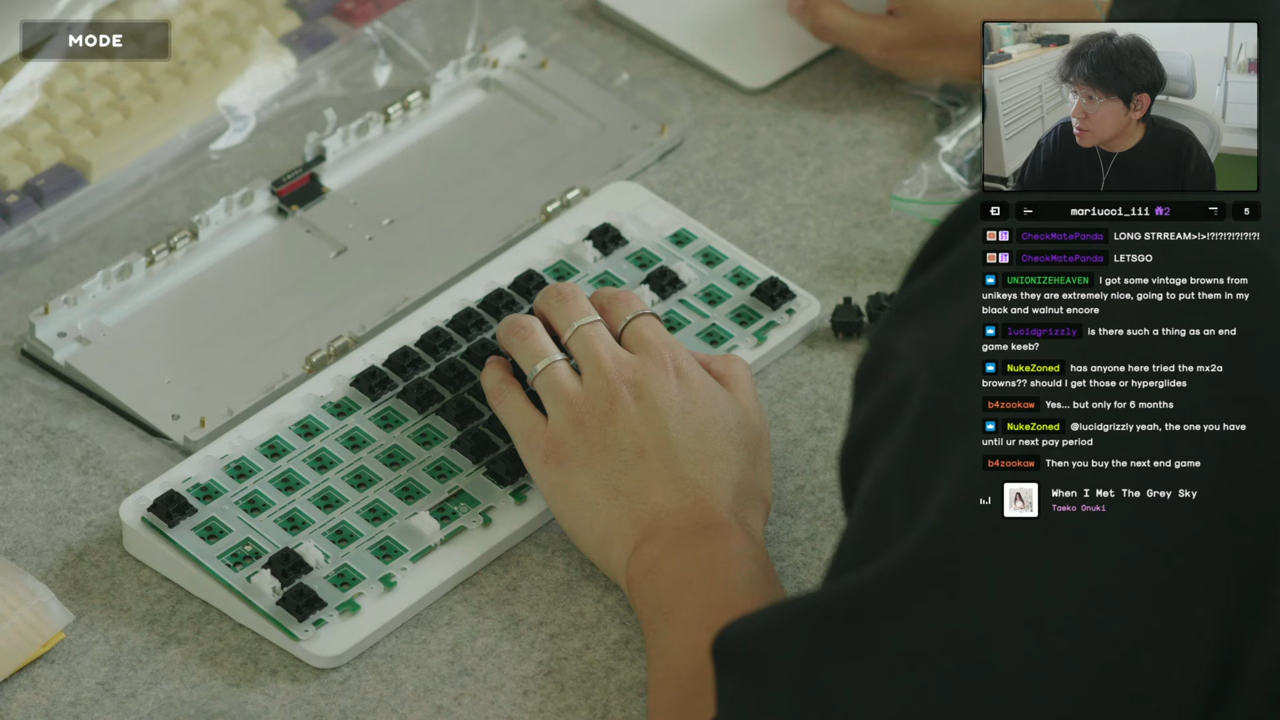 MODE
mariucci_iii 2
5
CheckMatePanda LONG STRREAM>!>!?!?!?!?!?!
CheckMatePanda LETSGO
UNIONIZEHEAVEN I got some vintage browns from
unikeys they are extremely nice, going to put them in my
black and walnut encore
lucidgrizzly is there such a thing as an end
game keeb?
NukeZoned has anyone here tried the mx2a
browns?? should I get those or hyperglides
b4zookaw Yes... but only for 6 months
NukeZoned @lucidgrizzly yeah, the one you have
until ur next pay period
b4zookaw Then you buy the next end game
When I Met The Grey Sky
Taeko Onuki